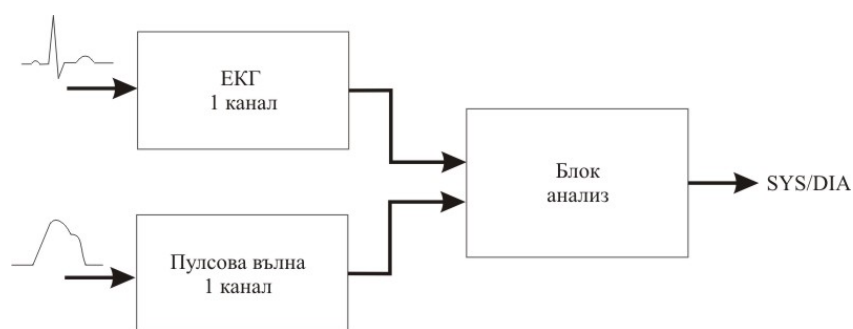 ЕКГ
1 канал
Блок
анализ
SYS/DIA
Пулсова вълна
1 канал